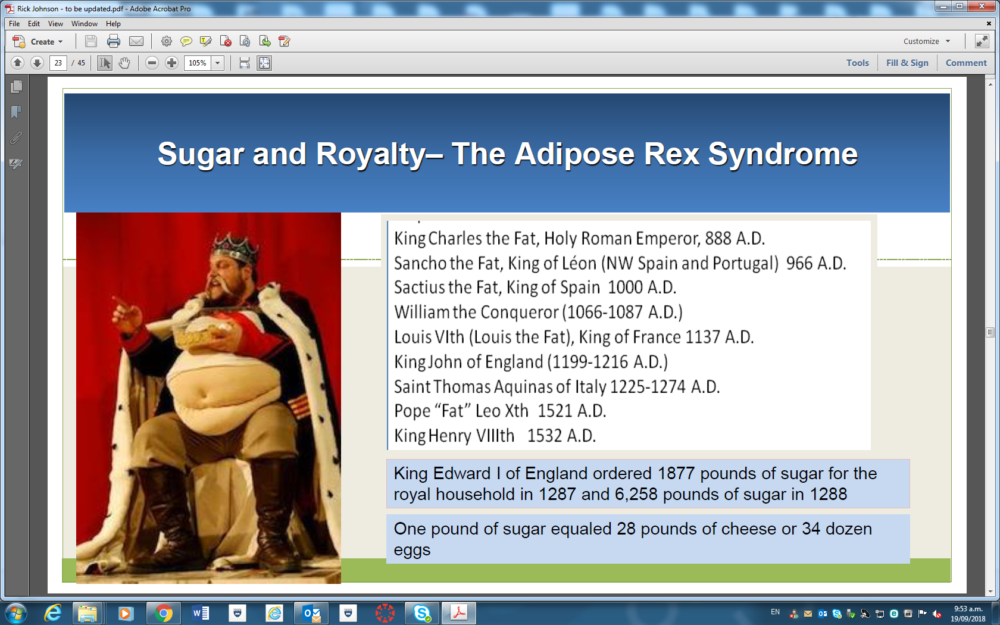 Rick Johnson - to be updated.pdf - Adobe Acrobat Pro
File Edit View Window Help
Create Customize
23 / 45 105% Tools Fill & Sign Comment
Sugar and Royalty– The Adipose Rex Syndrome
King Charles the Fat, Holy Roman Emperor, 888 A.D.
Sancho the Fat, King of Léon (NW Spain and Portugal) 966 A.D.
Sactius the Fat, King of Spain 1000 A.D.
William the Conqueror (1066-1087 A.D.)
Louis VIth (Louis the Fat), King of France 1137 A.D.
King John of England (1199-1216 A.D.)
Saint Thomas Aquinas of Italy 1225-1274 A.D.
Pope “Fat” Leo Xth 1521 A.D.
King Henry VIIIth 1532 A.D.
King Edward I of England ordered 1877 pounds of sugar for the
royal household in 1287 and 6,258 pounds of sugar in 1288
One pound of sugar equaled 28 pounds of cheese or 34 dozen
eggs
EN
9:53 a.m.
19/09/2018